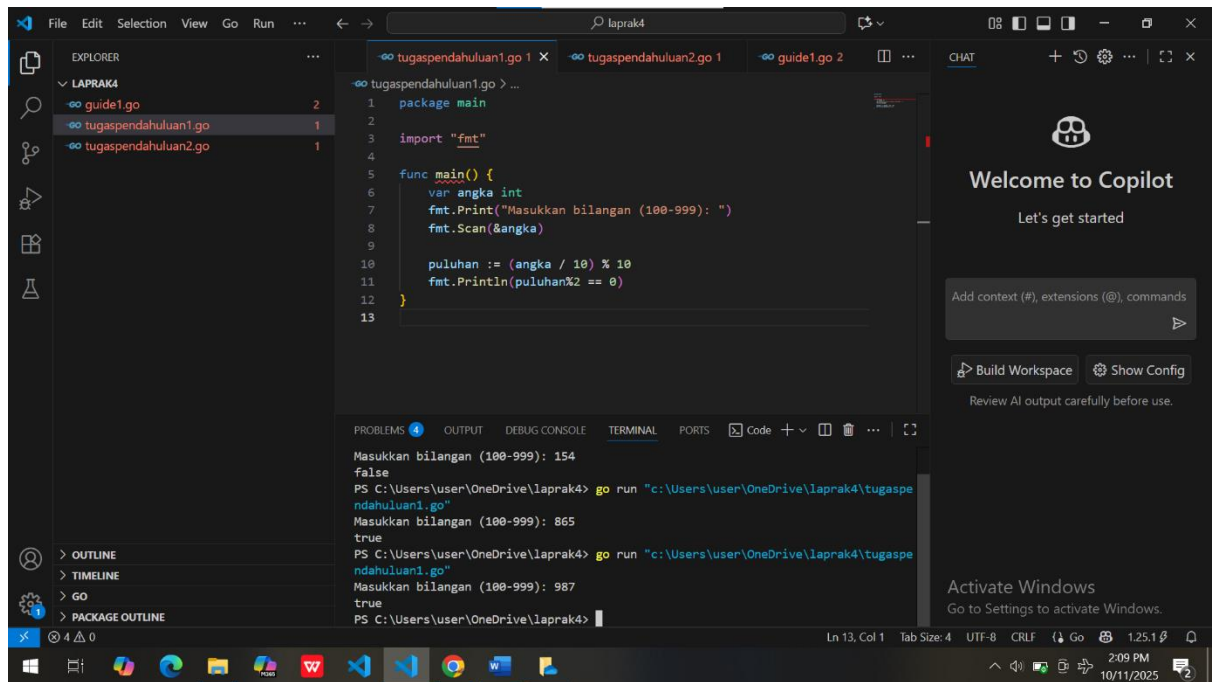 File Edit Selection View Go Run ... laprak4
EXPLORER ...
LAPRAK4
guide1.go 2
tugaspendahuluan1.go 1
tugaspendahuluan2.go 1
tugaspendahuluan1.go 1 tugaspendahuluan2.go 1 guide1.go 2 ...
tugaspendahuluan1.go > ...
1 package main
2
3 import "fmt"
4
5 func main() {
6 var angka int
7 fmt.Print("Masukkan bilangan (100-999): ")
8 fmt.Scan(&angka)
9
10 puluhan := (angka / 10) % 10
11 fmt.Println(puluhan%2 == 0)
12 }
13
PROBLEMS 4 OUTPUT DEBUG CONSOLE TERMINAL PORTS Code
Masukkan bilangan (100-999): 154
false
PS C:\Users\user\OneDrive\laprak4> go run "c:\Users\user\OneDrive\laprak4\tugaspe
ndahuluan1.go"
Masukkan bilangan (100-999): 865
true
PS C:\Users\user\OneDrive\laprak4> go run "c:\Users\user\OneDrive\laprak4\tugaspe
ndahuluan1.go"
Masukkan bilangan (100-999): 987
true
PS C:\Users\user\OneDrive\laprak4>
CHAT
Welcome to Copilot
Let's get started
Add context (#), extensions (@), commands
Build Workspace Show Config
Review AI output carefully before use.
Activate Windows
Go to Settings to activate Windows.
OUTLINE
TIMELINE
GO
PACKAGE OUTLINE
1
4 0 Ln 13, Col 1 Tab Size: 4 UTF-8 CRLF Go 1.25.1
M365 W W
2:09 PM
10/11/2025
2